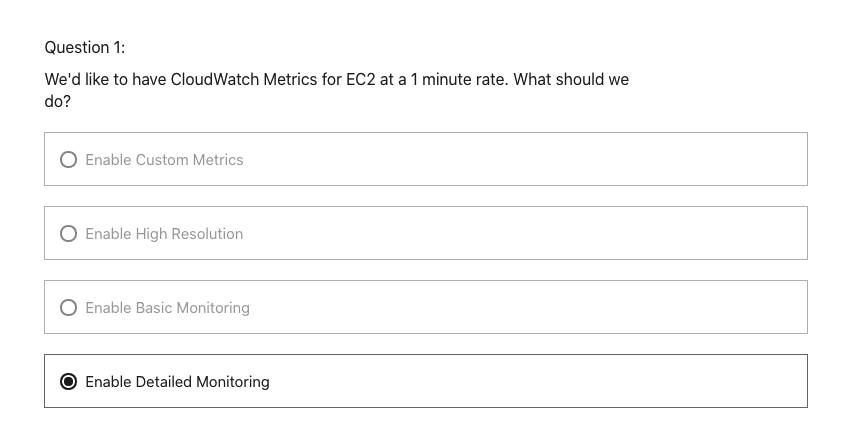 Question 1:
We'd like to have CloudWatch Metrics for EC2 at a 1 minute rate. What should we
do?
Enable Custom Metrics
Enable High Resolution
Enable Basic Monitoring
Enable Detailed Monitoring